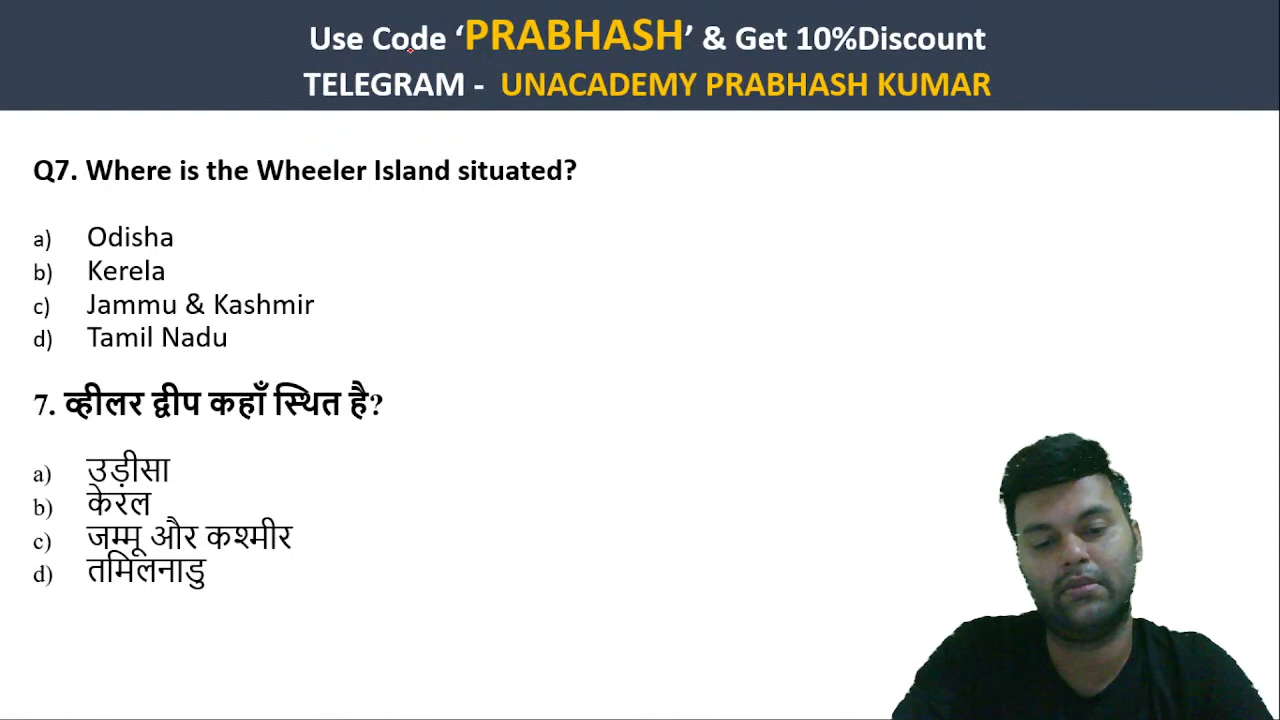 Use Code ‘PRABHASH’ & Get 10%Discount
TELEGRAM - UNACADEMY PRABHASH KUMAR
Q7. Where is the Wheeler Island situated?
a) Odisha
b) Kerela
c) Jammu & Kashmir
d) Tamil Nadu
7. व्हीलर द्वीप कहाँ स्थित है?
a) उड़ीसा
b) केरल
c) जम्मू और कश्मीर
d) तमिलनाडु